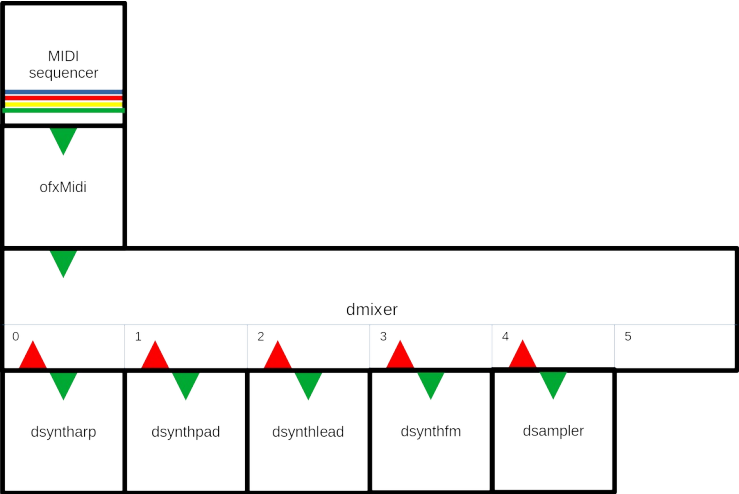 MIDI
sequencer
ofxMidi
dmixer
0 1 2 3 4 5
dsyntharp dsynthpad dsynthlead dsynthfm dsampler